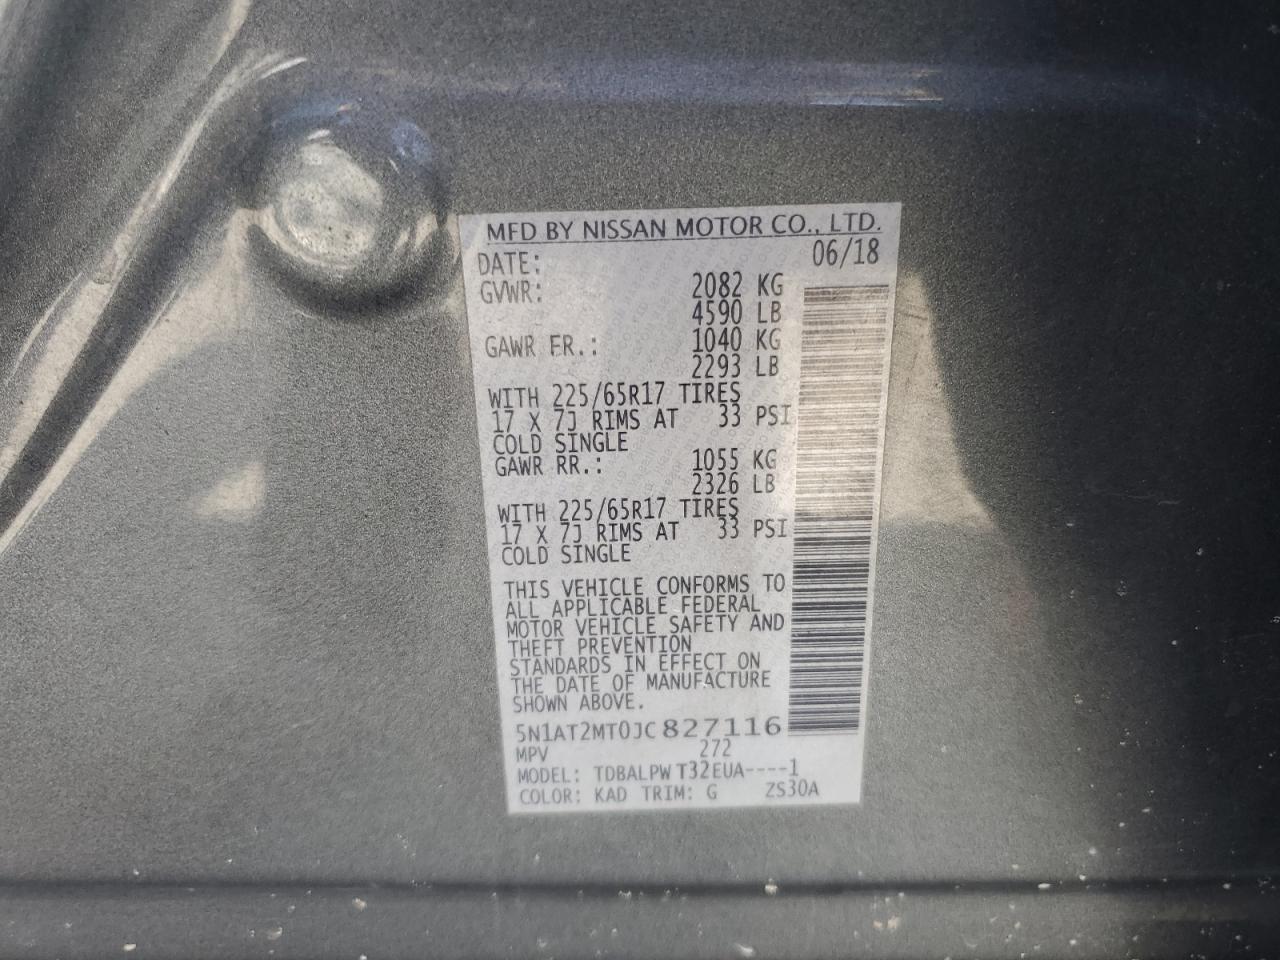 MFD BY NISSAN MOTOR CO., LTD.
DATE: 06/18
GVWR: 2082 KG
4590 LB
GAWR FR.: 1040 KG
2293 LB
WITH 225/65R17 TIRES
17 X 7J RIMS AT 33 PSI
COLD SINGLE
GAWR RR.: 1055 KG
2326 LB
WITH 225/65R17 TIRES
17 X 7J RIMS AT 33 PSI
COLD SINGLE
THIS VEHICLE CONFORMS TO
ALL APPLICABLE FEDERAL
MOTOR VEHICLE SAFETY AND
THEFT PREVENTION
STANDARDS IN EFFECT ON
THE DATE OF MANUFACTURE
SHOWN ABOVE.
5N1AT2MT0JC827116
MPV 272
MODEL: TDBALPW T32EUA----1
COLOR: KAD TRIM: G ZS30A